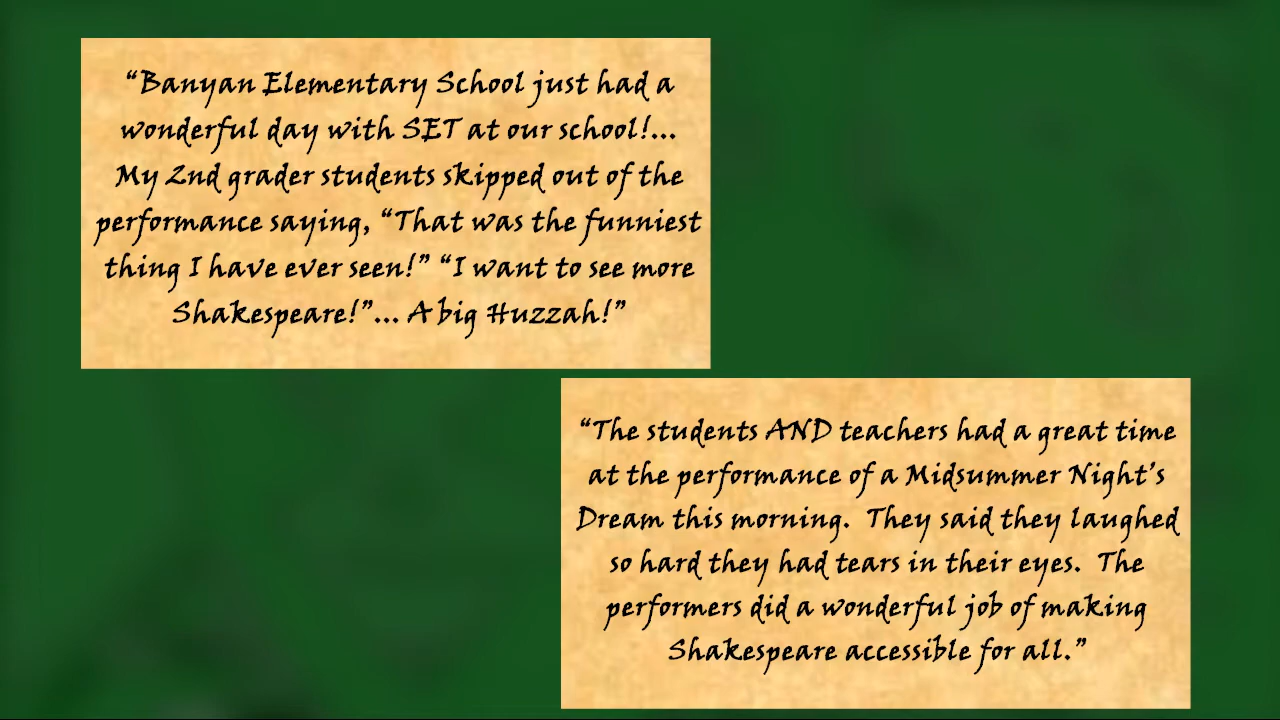 “Banyan Elementary School just had a
wonderful day with SET at our school!...
My 2nd grader students skipped out of the
performance saying, “That was the funniest
thing I have ever seen!” “I want to see more
Shakespeare!”... A big Huzzah!”
“The students AND teachers had a great time
at the performance of a Midsummer Night’s
Dream this morning.  They said they laughed
so hard they had tears in their eyes.  The
performers did a wonderful job of making
Shakespeare accessible for all.”